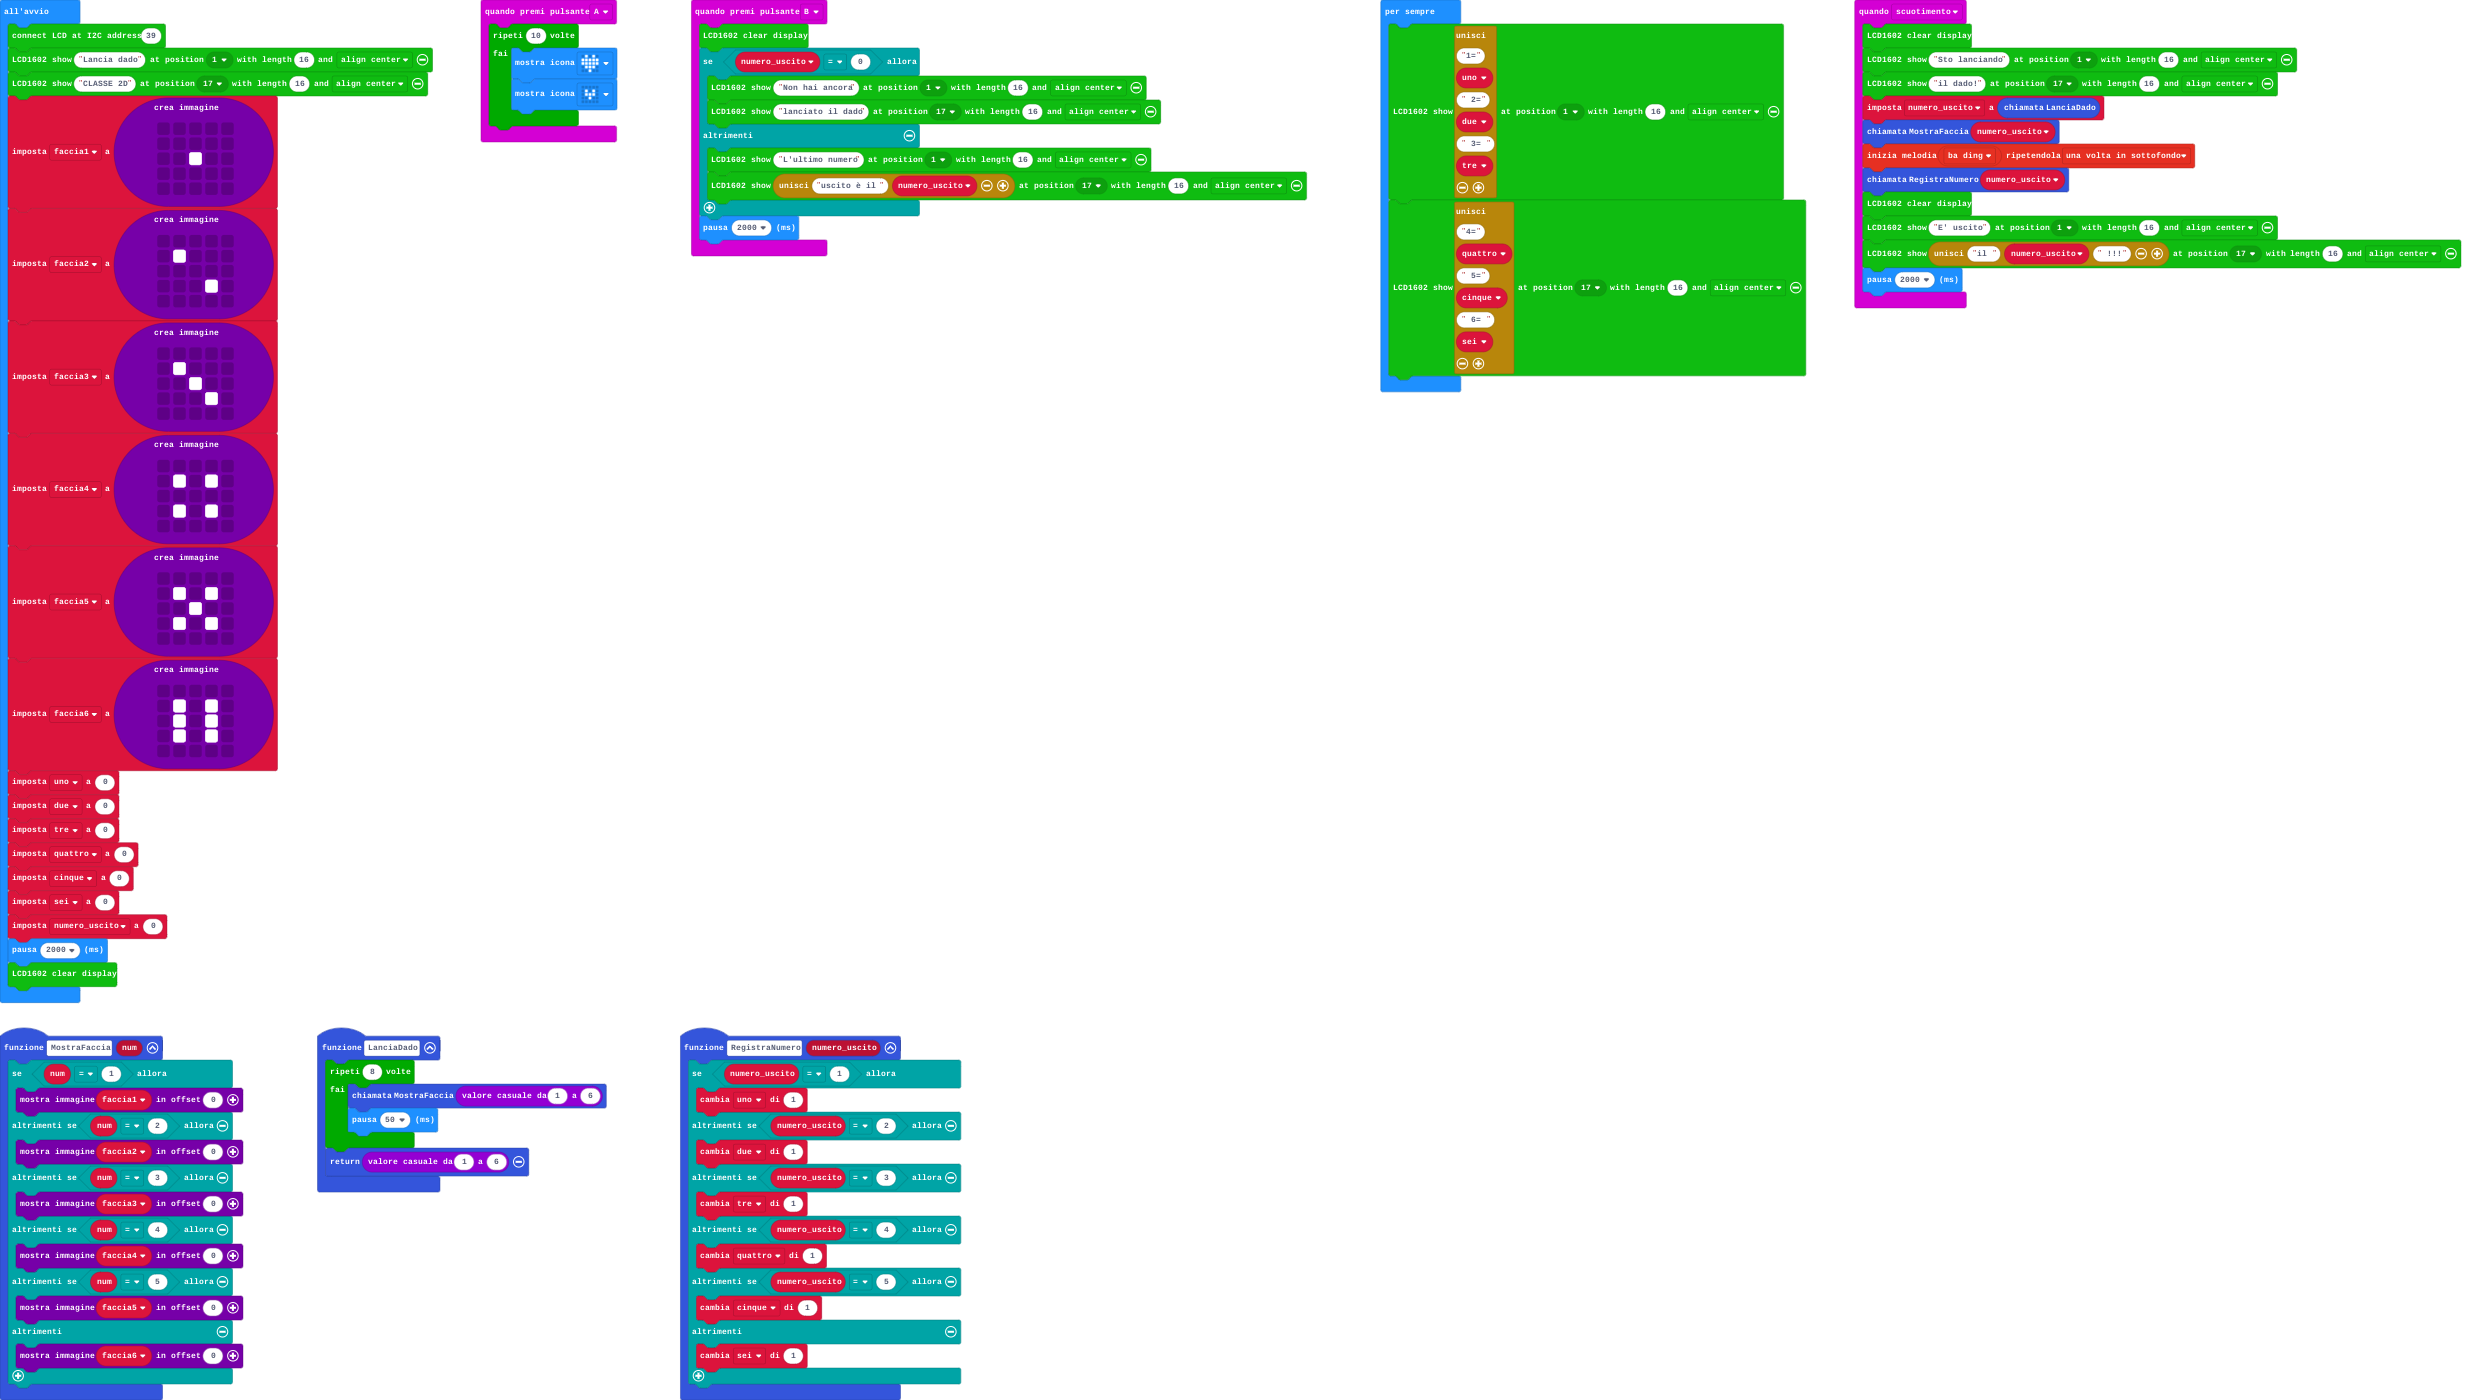 all'avvio
connect LCD at I2C address 39
LCD1602 show "Lancia dado" at position 1 with length 16 and align center
LCD1602 show "CLASSE 2D" at position 17 with length 16 and align center
crea immagine
imposta faccia1 a
crea immagine
imposta faccia2 a
crea immagine
imposta faccia3 a
crea immagine
imposta faccia4 a
crea immagine
imposta faccia5 a
crea immagine
imposta faccia6 a
imposta uno a 0
imposta due a 0
imposta tre a 0
imposta quattro a 0
imposta cinque a 0
imposta sei a 0
imposta numero_uscito a 0
pausa 2000 (ms)
LCD1602 clear display
quando premi pulsante A
ripeti 10 volte
fai
mostra icona
mostra icona
quando premi pulsante B
LCD1602 clear display
se numero_uscito = 0 allora
LCD1602 show "Non hai ancora" at position 1 with length 16 and align center
LCD1602 show "lanciato il dado" at position 17 with length 16 and align center
altrimenti
LCD1602 show "L'ultimo numero" at position 1 with length 16 and align center
LCD1602 show unisci "uscito è il " numero_uscito at position 17 with length 16 and align center
pausa 2000 (ms)
per sempre
unisci
"1="
uno
" 2="
due
LCD1602 show at position 1 with length 16 and align center
" 3= "
tre
unisci
"4="
quattro
" 5="
LCD1602 show at position 17 with length 16 and align center
cinque
" 6= "
sei
quando scuotimento
LCD1602 clear display
LCD1602 show "Sto lanciando" at position 1 with length 16 and align center
LCD1602 show "il dado!" at position 17 with length 16 and align center
imposta numero_uscito a chiamata LanciaDado
chiamata MostraFaccia numero_uscito
inizia melodia ba ding ripetendola una volta in sottofondo
chiamata RegistraNumero numero_uscito
LCD1602 clear display
LCD1602 show "E' uscito" at position 1 with length 16 and align center
LCD1602 show unisci "il " numero_uscito " !!!" at position 17 with length 16 and align center
pausa 2000 (ms)
funzione MostraFaccia num
se num = 1 allora
mostra immagine faccia1 in offset 0
altrimenti se num = 2 allora
mostra immagine faccia2 in offset 0
altrimenti se num = 3 allora
mostra immagine faccia3 in offset 0
altrimenti se num = 4 allora
mostra immagine faccia4 in offset 0
altrimenti se num = 5 allora
mostra immagine faccia5 in offset 0
altrimenti
mostra immagine faccia6 in offset 0
funzione LanciaDado
ripeti 8 volte
fai
chiamata MostraFaccia valore casuale da 1 a 6
pausa 50 (ms)
return valore casuale da 1 a 6
funzione RegistraNumero numero_uscito
se numero_uscito = 1 allora
cambia uno di 1
altrimenti se numero_uscito = 2 allora
cambia due di 1
altrimenti se numero_uscito = 3 allora
cambia tre di 1
altrimenti se numero_uscito = 4 allora
cambia quattro di 1
altrimenti se numero_uscito = 5 allora
cambia cinque di 1
altrimenti
cambia sei di 1